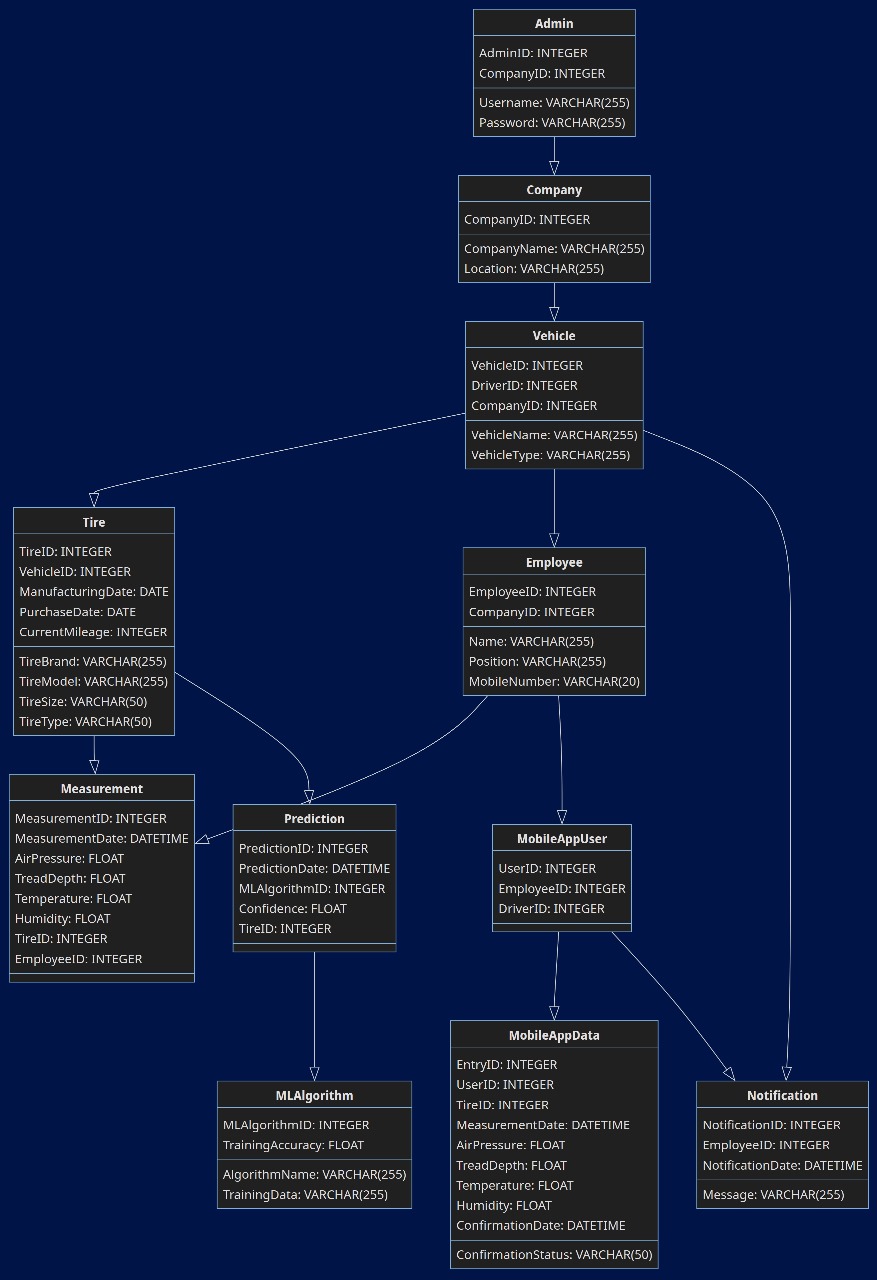 Admin
AdminID: INTEGER
CompanyID: INTEGER
Username: VARCHAR(255)
Password: VARCHAR(255)
Company
CompanyID: INTEGER
CompanyName: VARCHAR(255)
Location: VARCHAR(255)
Vehicle
VehicleID: INTEGER
DriverID: INTEGER
CompanyID: INTEGER
VehicleName: VARCHAR(255)
VehicleType: VARCHAR(255)
Tire
TireID: INTEGER
VehicleID: INTEGER
ManufacturingDate: DATE
PurchaseDate: DATE
CurrentMileage: INTEGER
TireBrand: VARCHAR(255)
TireModel: VARCHAR(255)
TireSize: VARCHAR(50)
TireType: VARCHAR(50)
Employee
EmployeeID: INTEGER
CompanyID: INTEGER
Name: VARCHAR(255)
Position: VARCHAR(255)
MobileNumber: VARCHAR(20)
Measurement
MeasurementID: INTEGER
MeasurementDate: DATETIME
AirPressure: FLOAT
TreadDepth: FLOAT
Temperature: FLOAT
Humidity: FLOAT
TireID: INTEGER
EmployeeID: INTEGER
Prediction
PredictionID: INTEGER
PredictionDate: DATETIME
MLAlgorithmID: INTEGER
Confidence: FLOAT
TireID: INTEGER
MobileAppUser
UserID: INTEGER
EmployeeID: INTEGER
DriverID: INTEGER
MLAlgorithm
MLAlgorithmID: INTEGER
TrainingAccuracy: FLOAT
AlgorithmName: VARCHAR(255)
TrainingData: VARCHAR(255)
MobileAppData
EntryID: INTEGER
UserID: INTEGER
TireID: INTEGER
MeasurementDate: DATETIME
AirPressure: FLOAT
TreadDepth: FLOAT
Temperature: FLOAT
Humidity: FLOAT
ConfirmationDate: DATETIME
ConfirmationStatus: VARCHAR(50)
Notification
NotificationID: INTEGER
EmployeeID: INTEGER
NotificationDate: DATETIME
Message: VARCHAR(255)